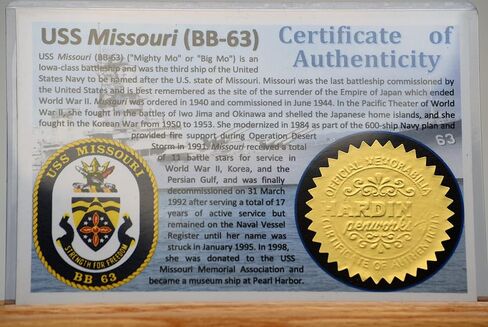 USS Missouri (BB-63)
Certificate of
Authenticity
USS Missouri (BB-63) ("Mighty Mo" or "Big Mo") is an
Iowa-class battleship and was the third ship of the United
States Navy to be named after the U.S. state of Missouri. Missouri was the last battleship commissioned by
the United States and is best remembered as the site of the surrender of the Empire of Japan which ended
World War II. Missouri was ordered in 1940 and commissioned in June 1944. In the Pacific Theater of World
War II, she fought in the battles of Iwo Jima and Okinawa and shelled the Japanese home islands, and she
fought in the Korean War from 1950 to 1953. She modernized in 1984 as part of the 600-ship Navy plan and
provided fire support during Operation Desert
Storm in 1991. Missouri received a total
of 11 battle stars for service in
World War II, Korea, and the
Persian Gulf, and was finally
decommissioned on 31 March
1992 after serving a total of 17
years of active service but
remained on the Naval Vessel
Register until her name was
struck in January 1995. In 1998,
she was donated to the USS
Missouri Memorial Association and
became a museum ship at Pearl Harbor.
63
USS MISSOURI
STRENGTH FOR FREEDOM
BB 63
OFFICIAL MEMORABILIA
HARDIN
penworks
CERTIFICATE OF AUTHENTICITY